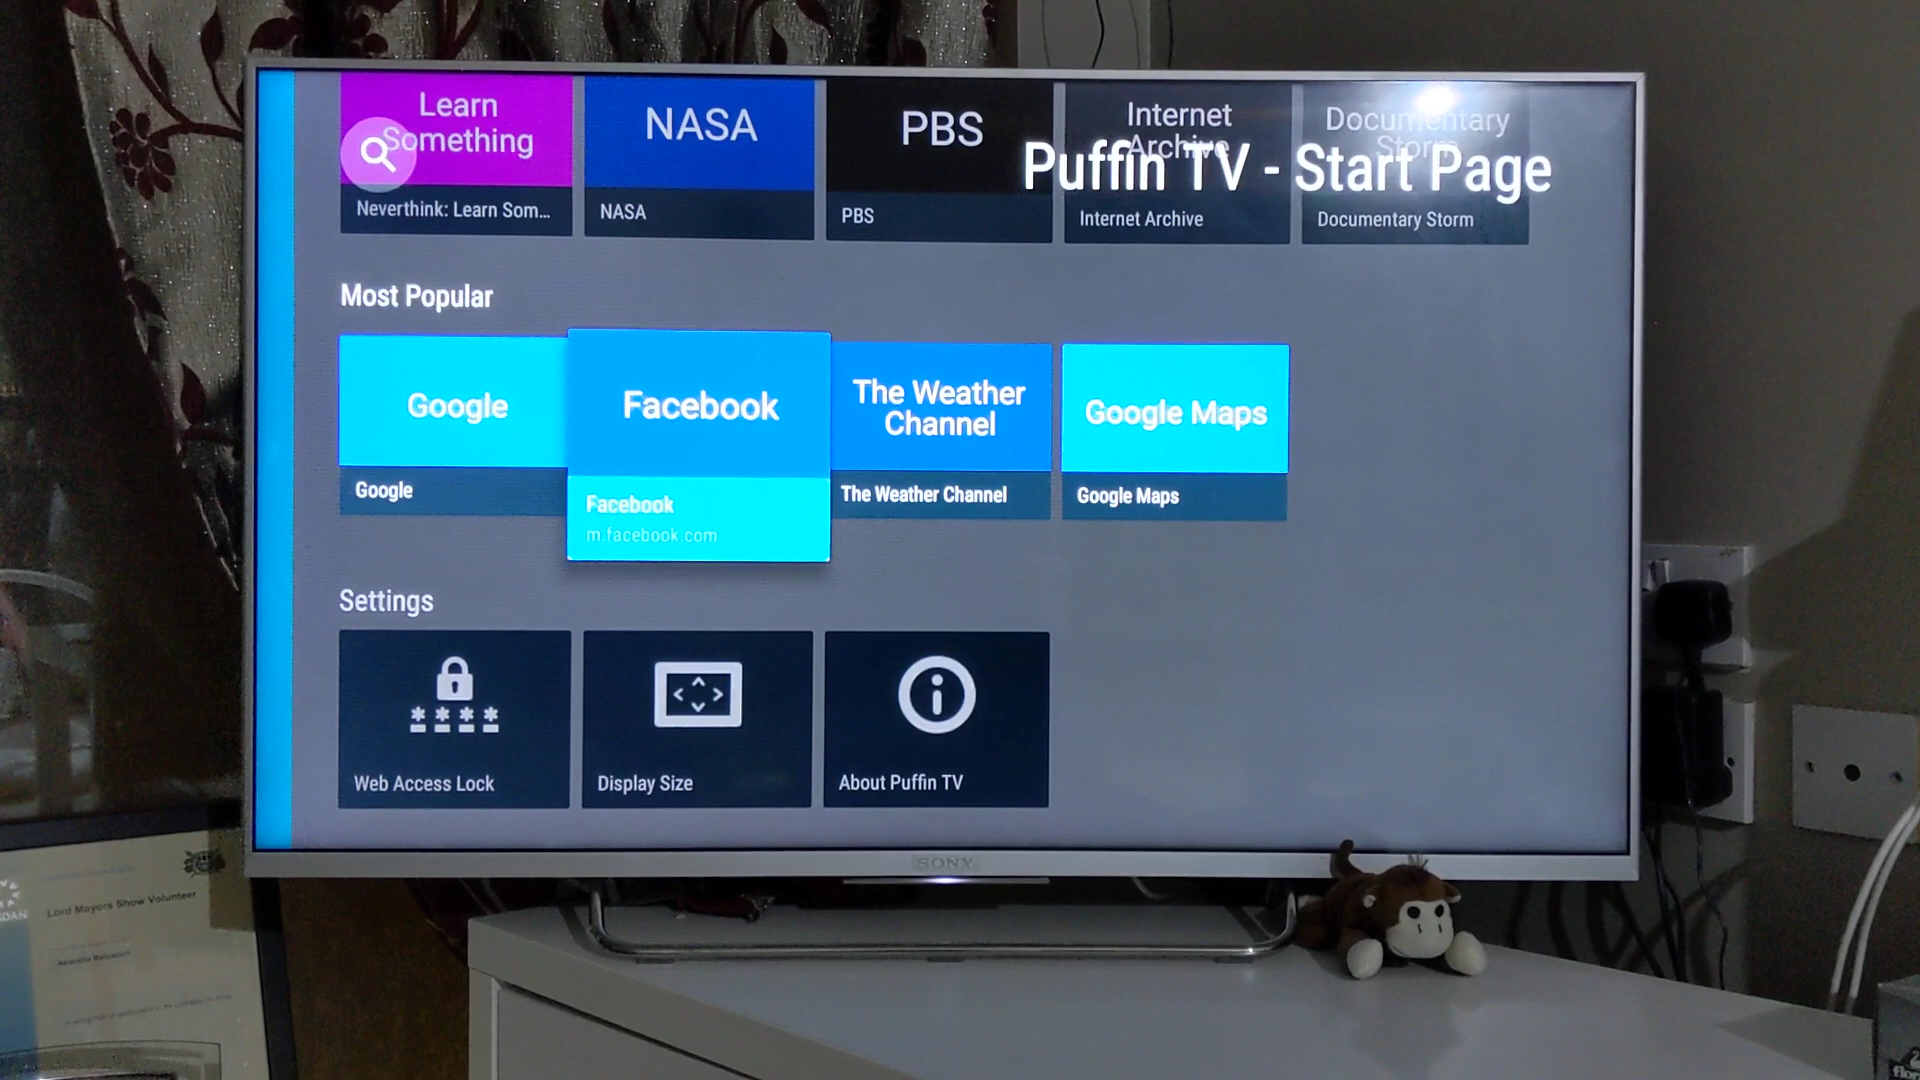 Learn
Something
NASA
PBS
Internet
Archive
Documentary
Storm
Puffin TV - Start Page
Neverthink: Learn Som...
NASA
PBS
Internet Archive
Documentary Storm
Most Popular
Google
Facebook
The Weather
Channel
Google Maps
Google
Facebook
m.facebook.com
The Weather Channel
Google Maps
Settings
Web Access Lock
Display Size
About Puffin TV
SONY
Lord Mayors Show Volunteer